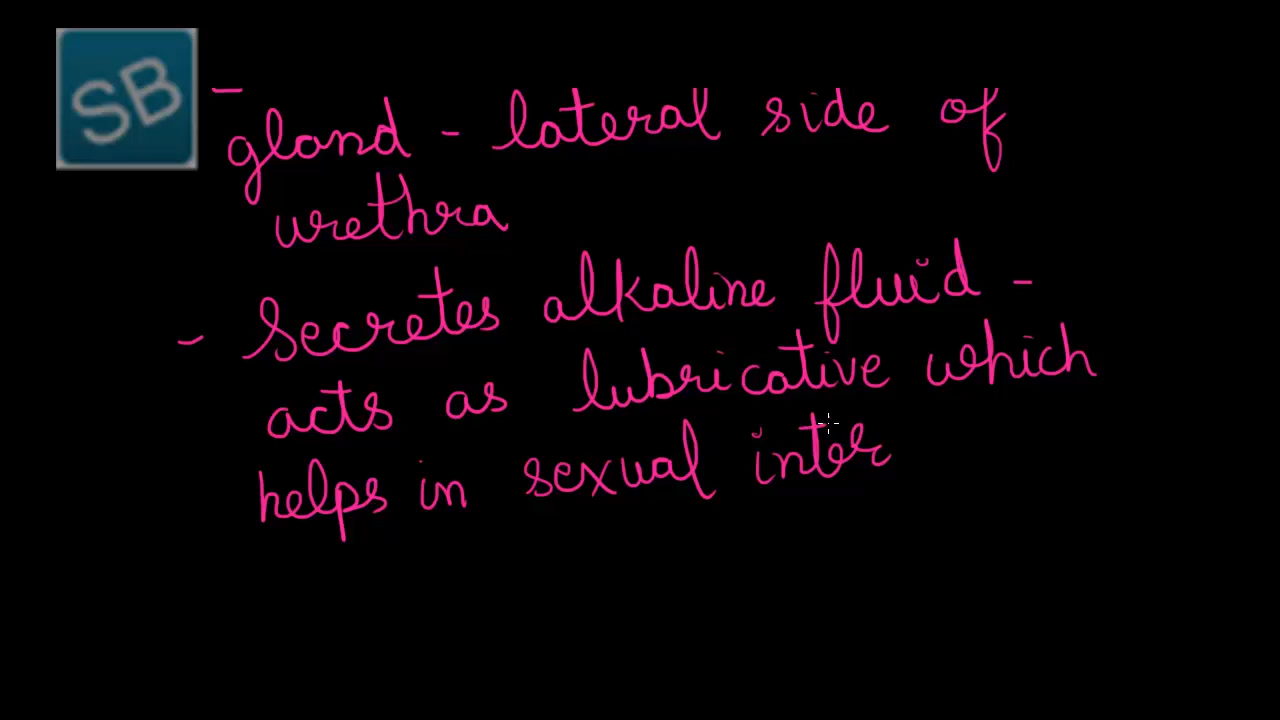 SB
- gland - lateral side of
urethra
- Secretes alkaline fluid -
acts as lubricative which
helps in sexual inter